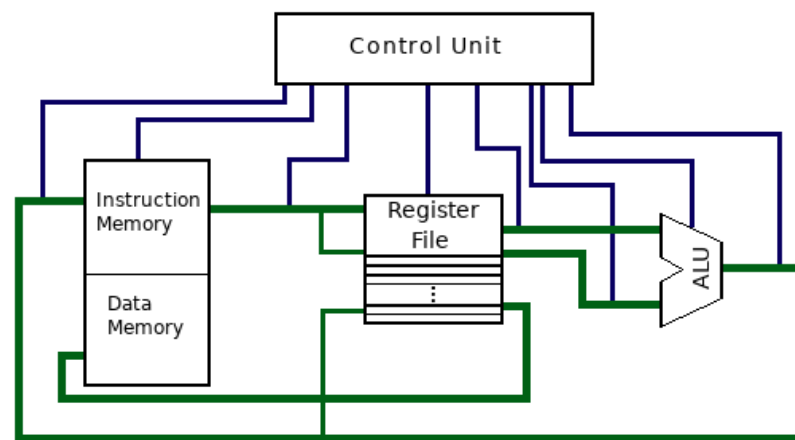 Control Unit
Instruction
Memory
Data
Memory
Register
File
ALU